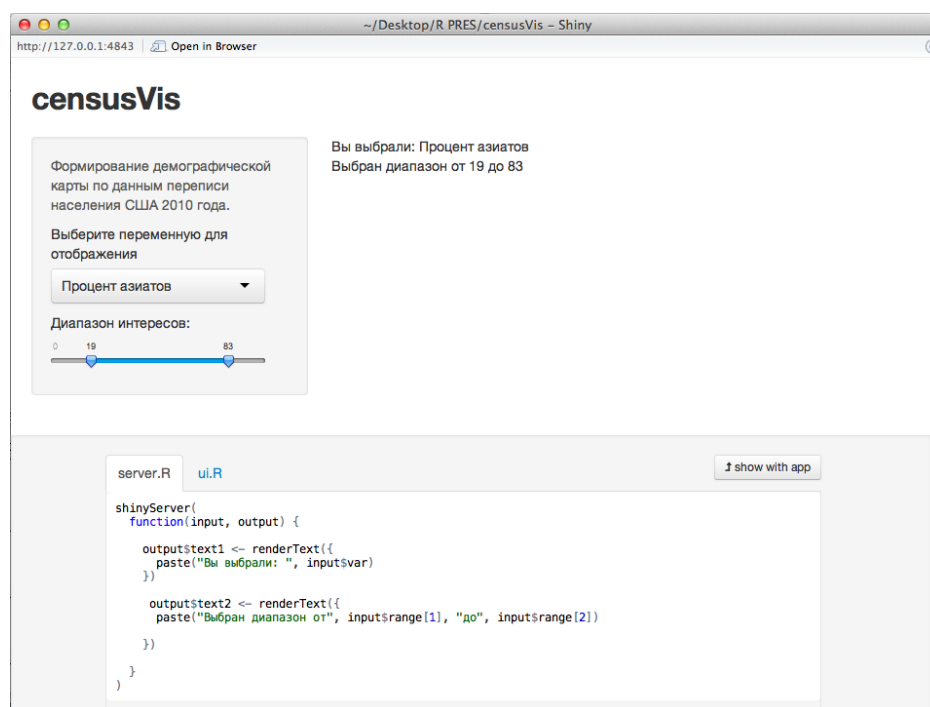 ~/Desktop/R PRES/censusVis – Shiny
http://127.0.0.1:4843 Open in Browser
censusVis
Формирование демографической
карты по данным переписи
населения США 2010 года.
Выберите переменную для
отображения
Процент азиатов
Диапазон интересов:
0 19 83
Вы выбрали: Процент азиатов
Выбран диапазон от 19 до 83
server.R ui.R
show with app
shinyServer(
  function(input, output) {
    output$text1 <- renderText({
      paste("Вы выбрали: ", input$var)
    })
     output$text2 <- renderText({
      paste("Выбран диапазон от", input$range[1], "до", input$range[2])
    })
  }
)